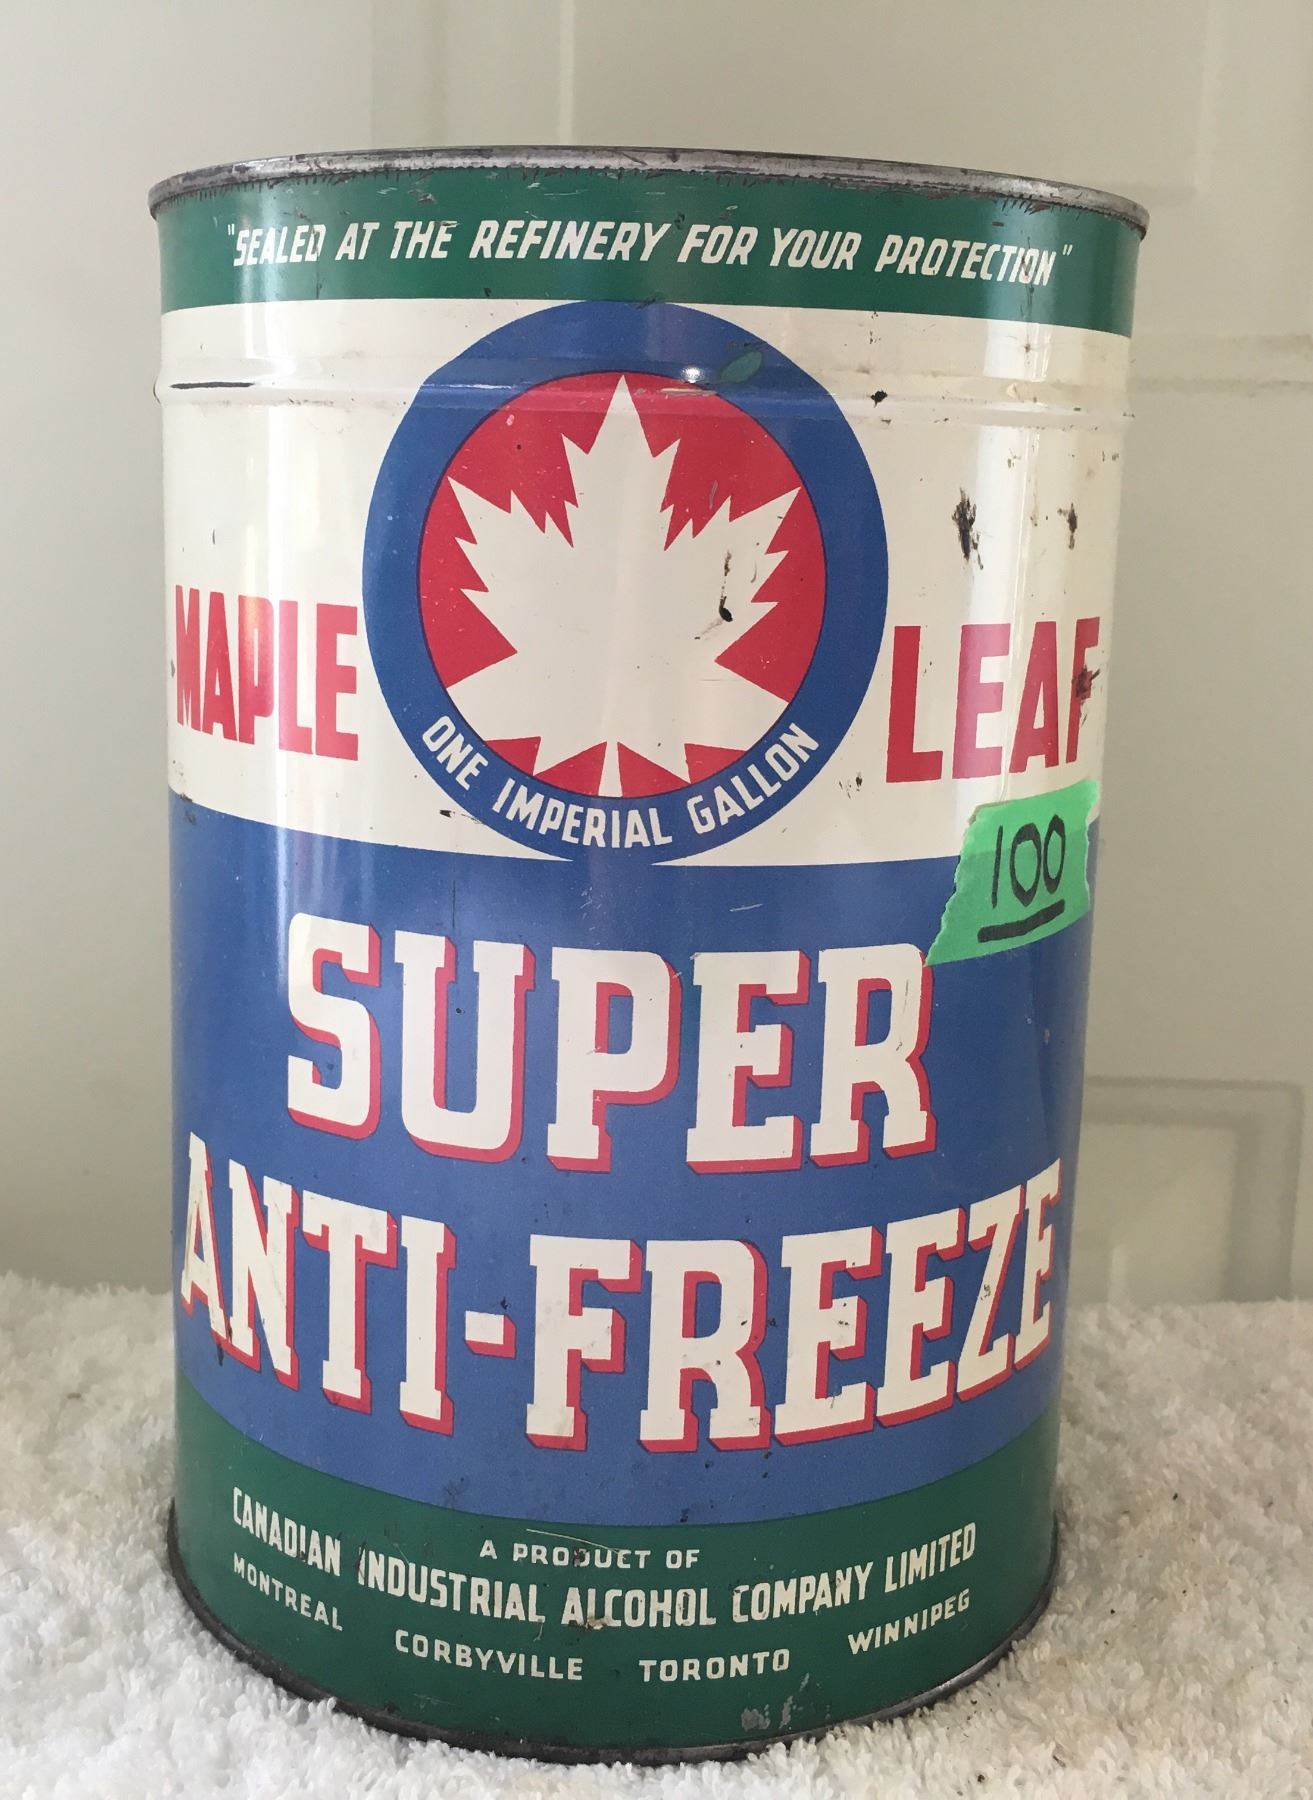 "SEALED AT THE REFINERY FOR YOUR PROTECTION"
MAPLE LEAF
ONE IMPERIAL GALLON
100
SUPER
ANTI-FREEZE
A PRODUCT OF
CANADIAN INDUSTRIAL ALCOHOL COMPANY LIMITED
MONTREAL CORBYVILLE TORONTO WINNIPEG